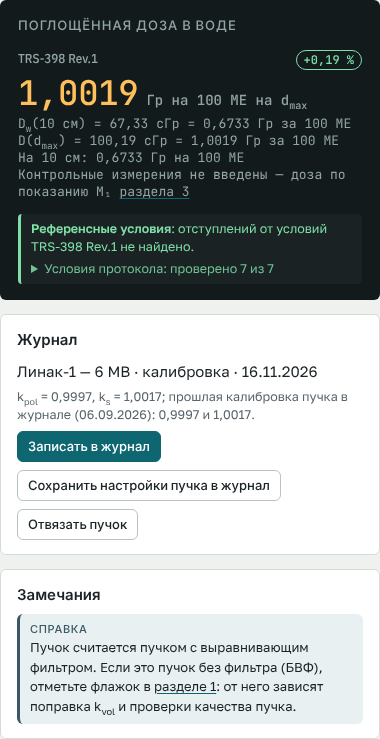 ПОГЛОЩЁННАЯ ДОЗА В ВОДЕ
TRS-398 Rev.1 +0,19 %
1,0019 Гр на 100 МЕ на dmax
Dw(10 см) = 67,33 сГр = 0,6733 Гр за 100 МЕ
D(dmax) = 100,19 сГр = 1,0019 Гр за 100 МЕ
На 10 см: 0,6733 Гр на 100 МЕ
Контрольные измерения не введены — доза по
показанию M₁ раздела 3
Референсные условия: отступлений от условий
TRS-398 Rev.1 не найдено.
▶ Условия протокола: проверено 7 из 7
Журнал
Линак-1 — 6 МВ · калибровка · 16.11.2026
kpol = 0,9997, ks = 1,0017; прошлая калибровка пучка в
журнале (06.09.2026): 0,9997 и 1,0017.
Записать в журнал
Сохранить настройки пучка в журнал
Отвязать пучок
Замечания
СПРАВКА
Пучок считается пучком с выравнивающим
фильтром. Если это пучок без фильтра (БВФ),
отметьте флажок в разделе 1: от него зависят
поправка kvol и проверки качества пучка.